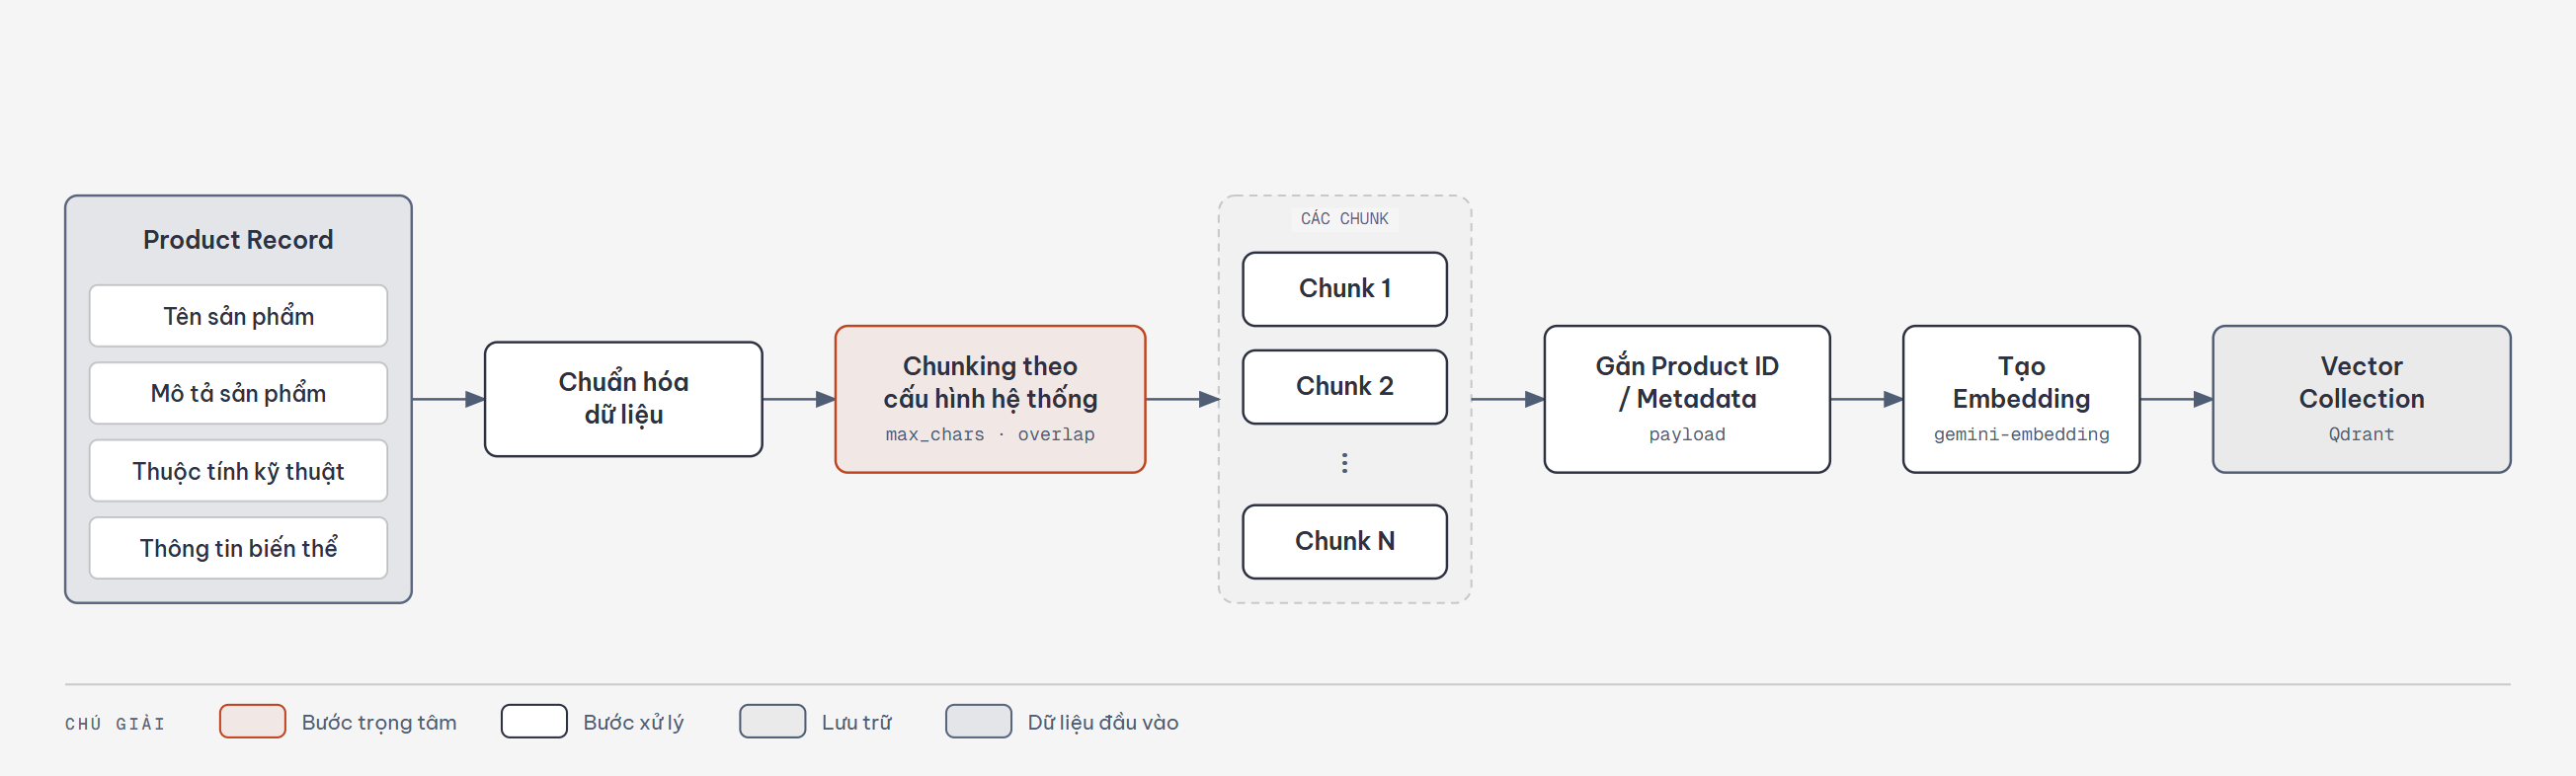 Product Record
Tên sản phẩm
Mô tả sản phẩm
Thuộc tính kỹ thuật
Thông tin biến thể
Chuẩn hóa
dữ liệu
Chunking theo
cấu hình hệ thống
max_chars · overlap
CÁC CHUNK
Chunk 1
Chunk 2
⋮
Chunk N
Gắn Product ID
/ Metadata
payload
Tạo
Embedding
gemini-embedding
Vector
Collection
Qdrant
CHÚ GIẢI
Bước trọng tâm
Bước xử lý
Lưu trữ
Dữ liệu đầu vào